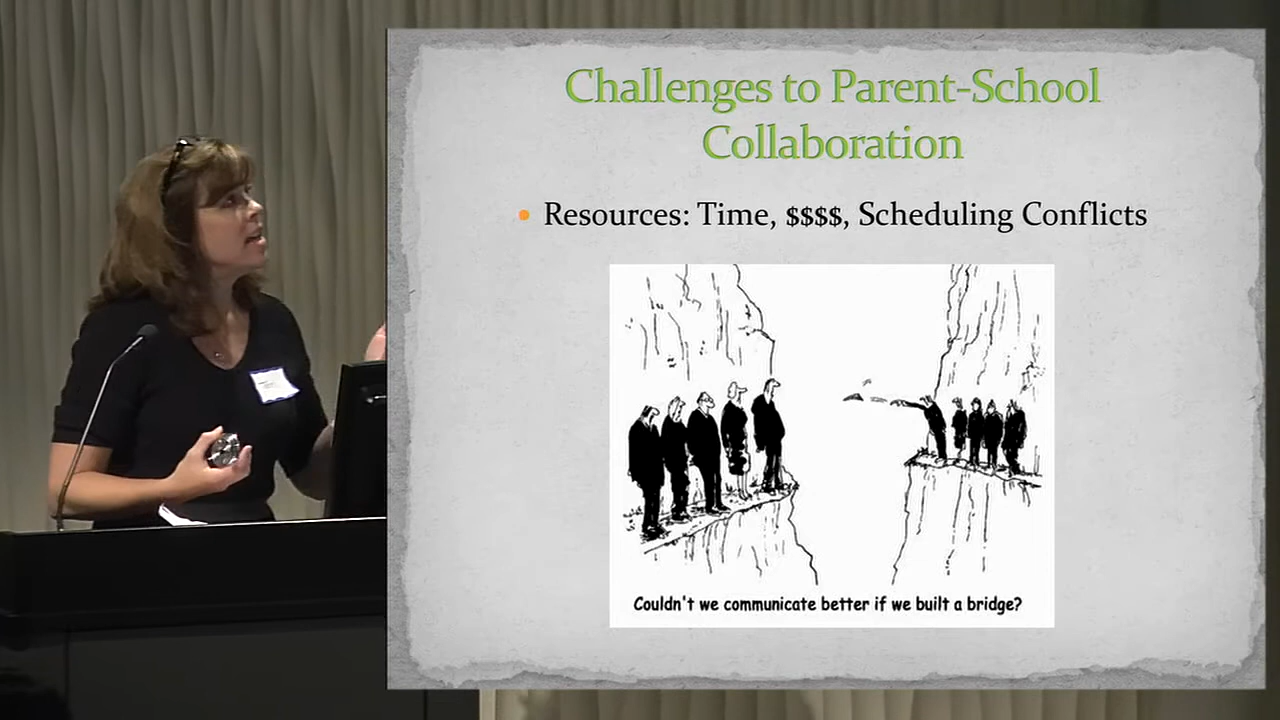 Challenges to Parent-School
Collaboration
Resources: Time, $$$$, Scheduling Conflicts
Couldn't we communicate better if we built a bridge?